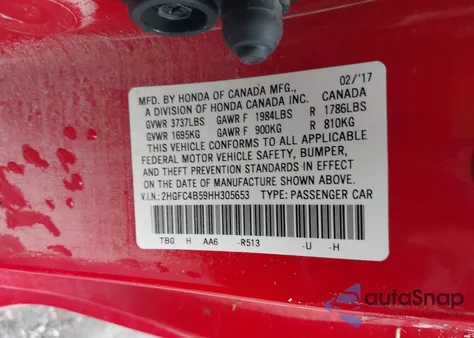 MFD. BY HONDA OF CANADA MFG., 02/'17
A DIVISION OF HONDA CANADA INC. CANADA
GVWR 3737LBS GAWR F 1984LBS R 1786LBS
GVWR 1695KG GAWR F 900KG R 810KG
THIS VEHICLE CONFORMS TO ALL APPLICABLE
FEDERAL MOTOR VEHICLE SAFETY, BUMPER,
AND THEFT PREVENTION STANDARDS IN EFFECT
ON THE DATE OF MANUFACTURE SHOWN ABOVE.
V.I.N.: 2HGFC4B59HH305653 TYPE: PASSENGER CAR
TBG H AA6 -R513 -U -H
autoSnap